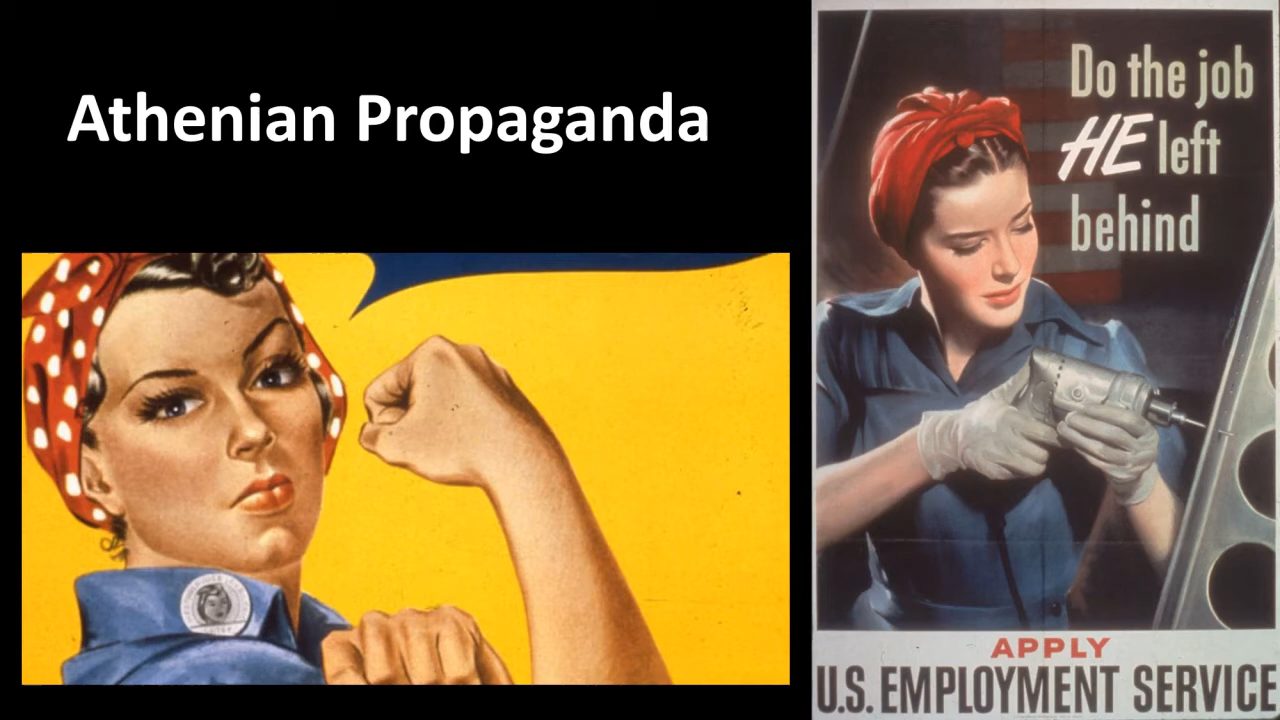 Athenian Propaganda
Do the job
HE left
behind
APPLY
U.S. EMPLOYMENT SERVICE